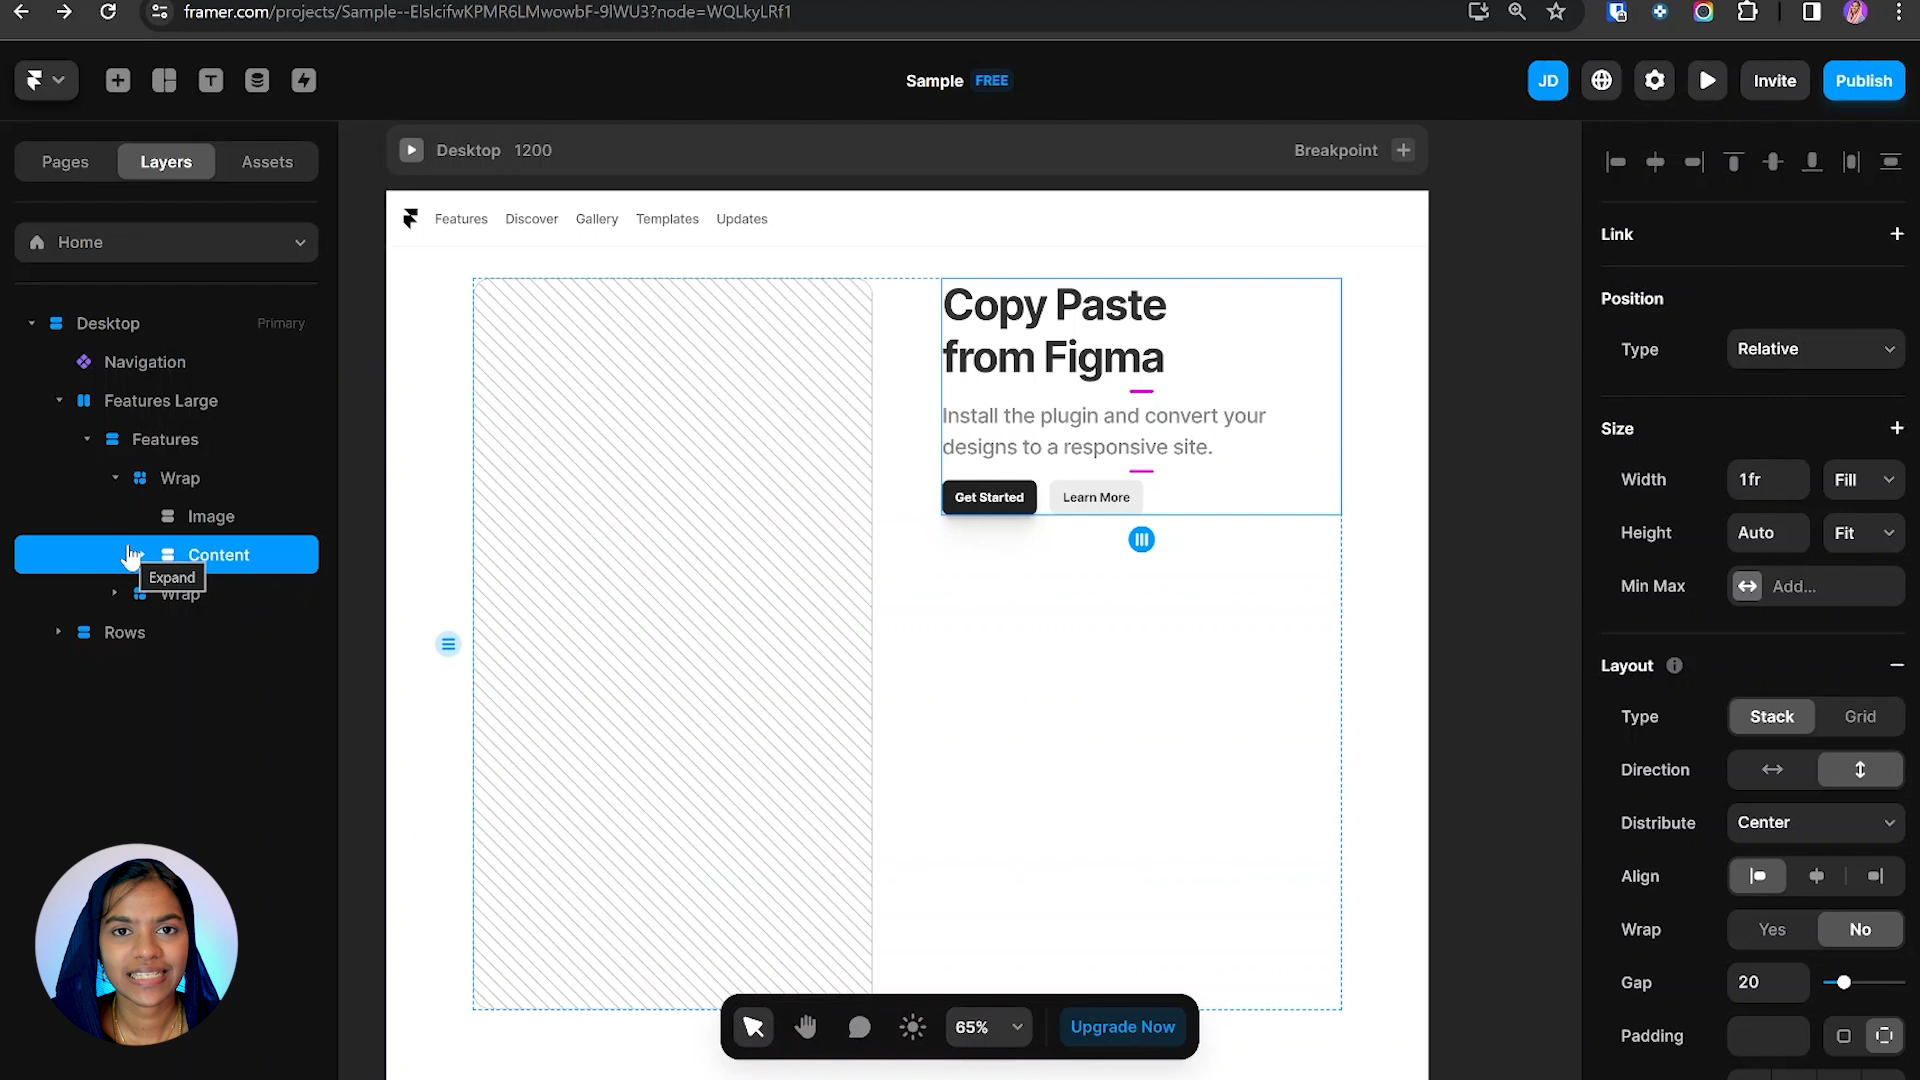 framer.com/projects/Sample--ElslcifwKPMR6LMwowbF-9lWU3?node=WQLkyLRf1
Sample FREE
JD
Invite
Publish
Pages
Layers
Assets
Home
Desktop
Primary
Navigation
Features Large
Features
Wrap
Image
Content
Expand
Wrap
Rows
Desktop 1200
Breakpoint
Features
Discover
Gallery
Templates
Updates
Copy Paste
from Figma
Install the plugin and convert your
designs to a responsive site.
Get Started
Learn More
65%
Upgrade Now
Link
Position
Type
Relative
Size
Width
1fr
Fill
Height
Auto
Fit
Min Max
Add...
Layout
Type
Stack
Grid
Direction
Distribute
Center
Align
Wrap
Yes
No
Gap
20
Padding